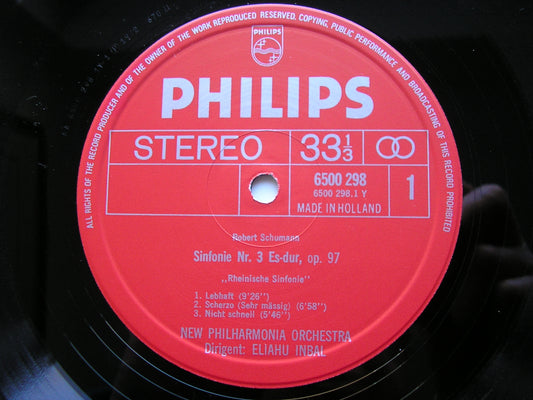 ALL RIGHTS OF THE RECORD PRODUCER AND OF THE OWNER OF THE WORK REPRODUCED RESERVED. COPYING, PUBLIC PERFORMANCE AND BROADCASTING OF THIS RECORD PROHIBITED
PHILIPS
PHILIPS
STEREO 33 1/3
6500 298
6500 298.1 Y
1
MADE IN HOLLAND
Robert Schumann
Sinfonie Nr. 3 Es-dur, op. 97
„Rheinische Sinfonie"
1. Lebhaft (9'26'')
2. Scherzo (Sehr mässig) (6'58'')
3. Nicht schnell (5'46'')
NEW PHILHARMONIA ORCHESTRA
Dirigent: ELIAHU INBAL